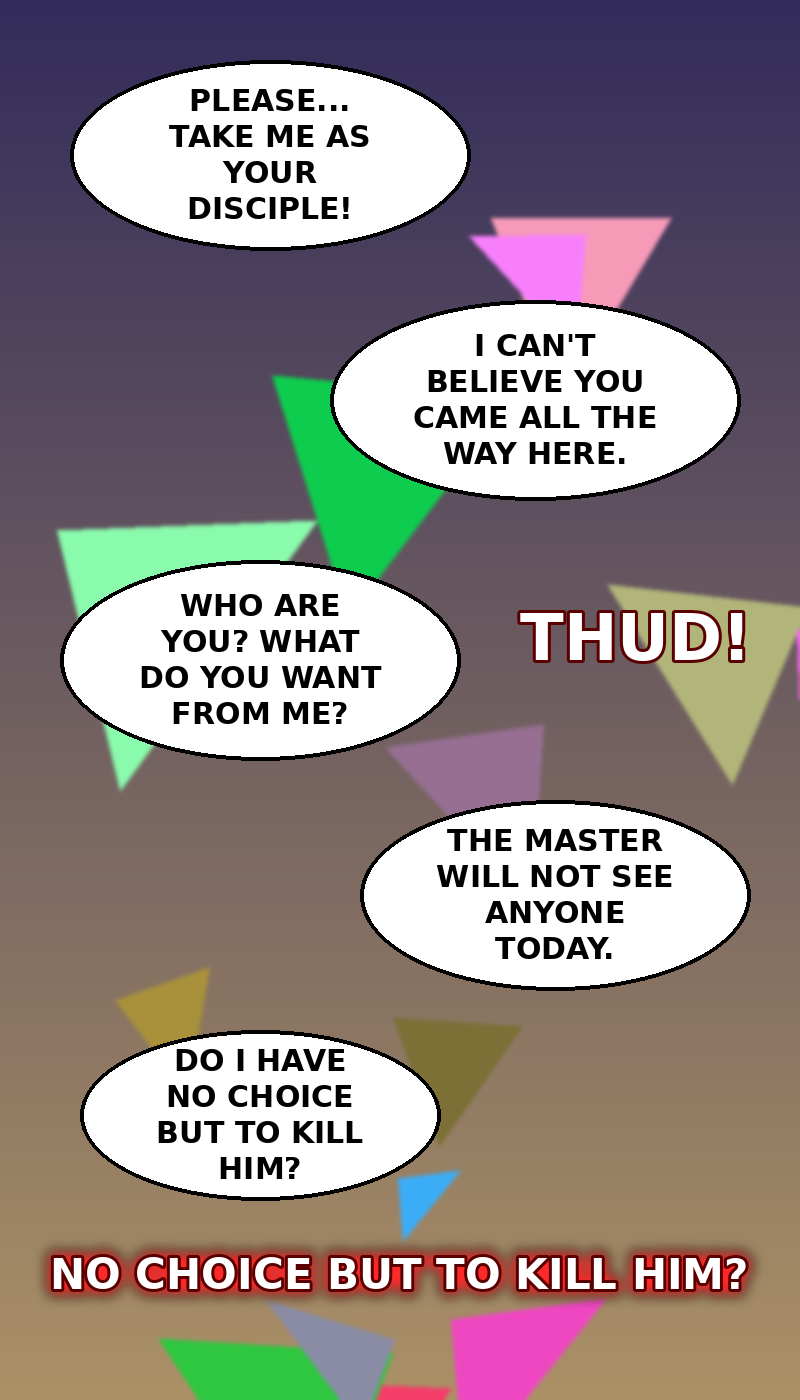 PLEASE...
TAKE ME AS
YOUR
DISCIPLE!
I CAN'T
BELIEVE YOU
CAME ALL THE
WAY HERE.
WHO ARE
YOU? WHAT
DO YOU WANT
FROM ME?
THUD!
THE MASTER
WILL NOT SEE
ANYONE
TODAY.
DO I HAVE
NO CHOICE
BUT TO KILL
HIM?
NO CHOICE BUT TO KILL HIM?